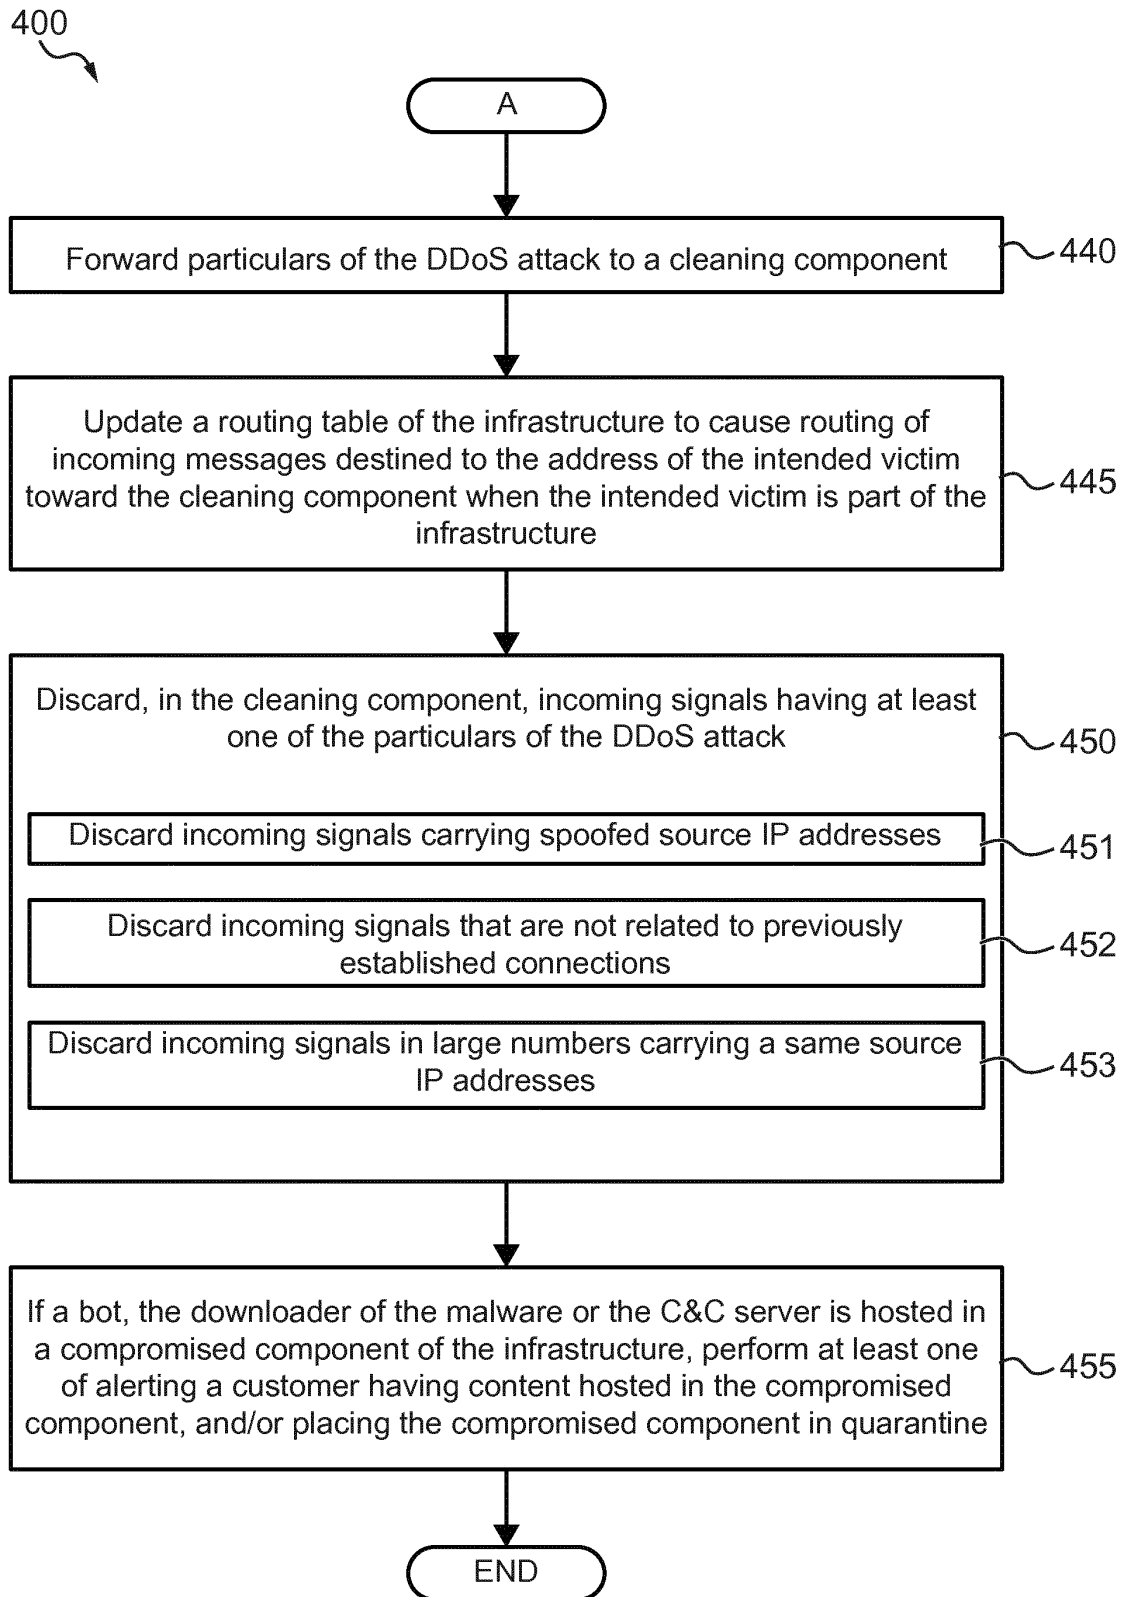 400
A
Forward particulars of the DDoS attack to a cleaning component
440
Update a routing table of the infrastructure to cause routing of
incoming messages destined to the address of the intended victim
toward the cleaning component when the intended victim is part of the
infrastructure
445
Discard, in the cleaning component, incoming signals having at least
one of the particulars of the DDoS attack
450
Discard incoming signals carrying spoofed source IP addresses
451
Discard incoming signals that are not related to previously
established connections
452
Discard incoming signals in large numbers carrying a same source
IP addresses
453
If a bot, the downloader of the malware or the C&C server is hosted in
a compromised component of the infrastructure, perform at least one
of alerting a customer having content hosted in the compromised
component, and/or placing the compromised component in quarantine
455
END